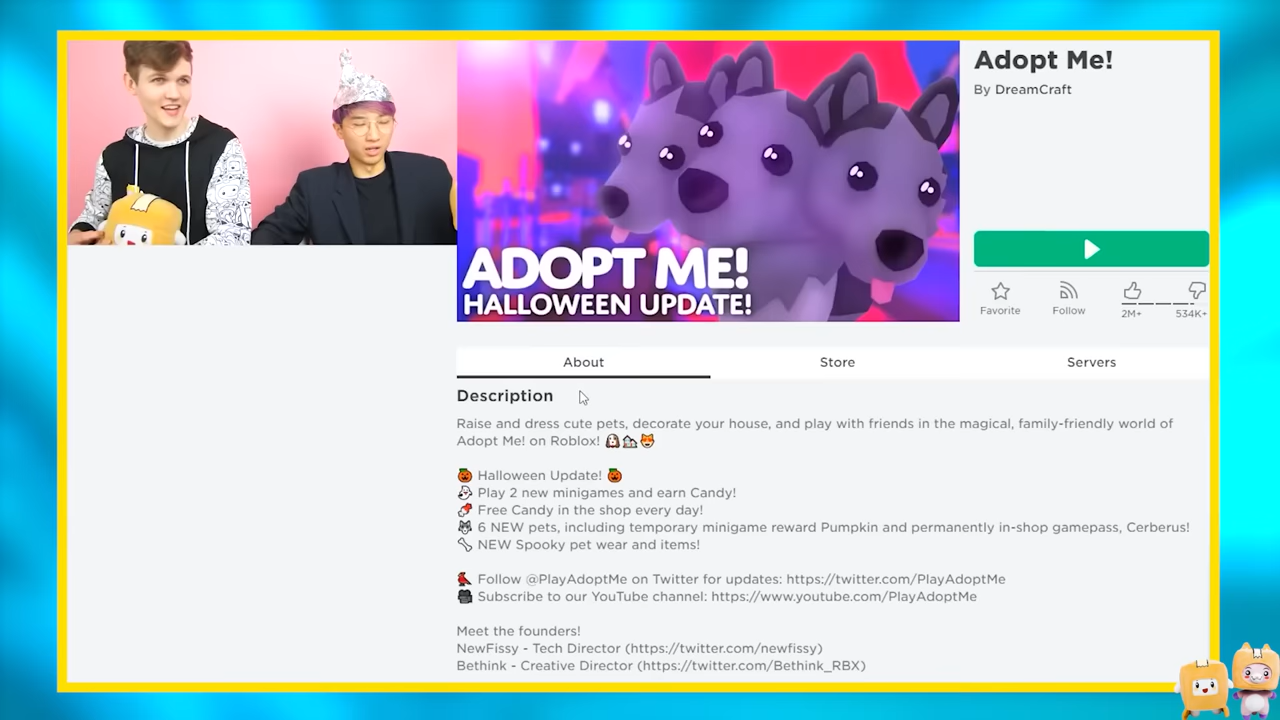 Adopt Me!
By DreamCraft
ADOPT ME!
HALLOWEEN UPDATE!
Favorite
Follow
2M+
534K+
About
Store
Servers
Description
Raise and dress cute pets, decorate your house, and play with friends in the magical, family-friendly world of
Adopt Me! on Roblox! 🐶🏠🦊
🎃 Halloween Update! 🎃
👻 Play 2 new minigames and earn Candy!
🍬 Free Candy in the shop every day!
🐺 6 NEW pets, including temporary minigame reward Pumpkin and permanently in-shop gamepass, Cerberus!
🦴 NEW Spooky pet wear and items!
🐦 Follow @PlayAdoptMe on Twitter for updates: https://twitter.com/PlayAdoptMe
🎥 Subscribe to our YouTube channel: https://www.youtube.com/PlayAdoptMe
Meet the founders!
NewFissy - Tech Director (https://twitter.com/newfissy)
Bethink - Creative Director (https://twitter.com/Bethink_RBX)